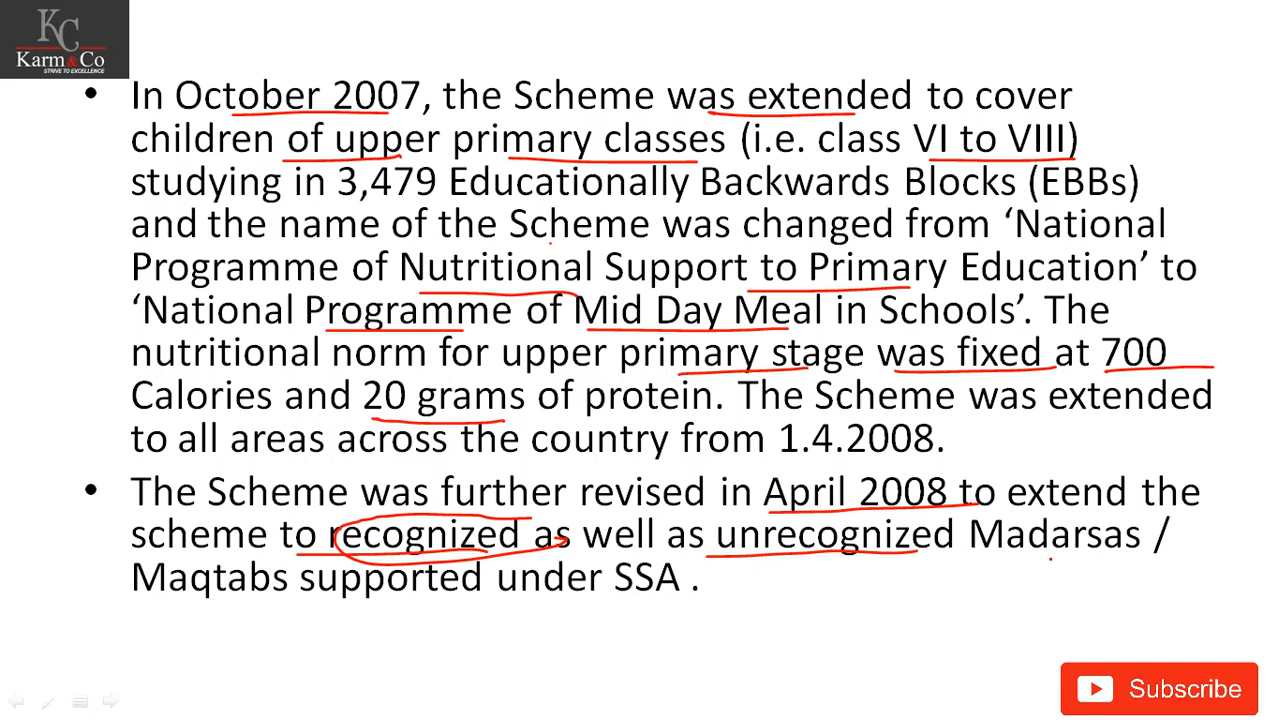 KC
Karm&Co
STRIVE TO EXCELLENCE
• In October 2007, the Scheme was extended to cover
children of upper primary classes (i.e. class VI to VIII)
studying in 3,479 Educationally Backwards Blocks (EBBs)
and the name of the Scheme was changed from ‘National
Programme of Nutritional Support to Primary Education’ to
‘National Programme of Mid Day Meal in Schools’. The
nutritional norm for upper primary stage was fixed at 700
Calories and 20 grams of protein. The Scheme was extended
to all areas across the country from 1.4.2008.
• The Scheme was further revised in April 2008 to extend the
scheme to recognized as well as unrecognized Madarsas /
Maqtabs supported under SSA .
Subscribe